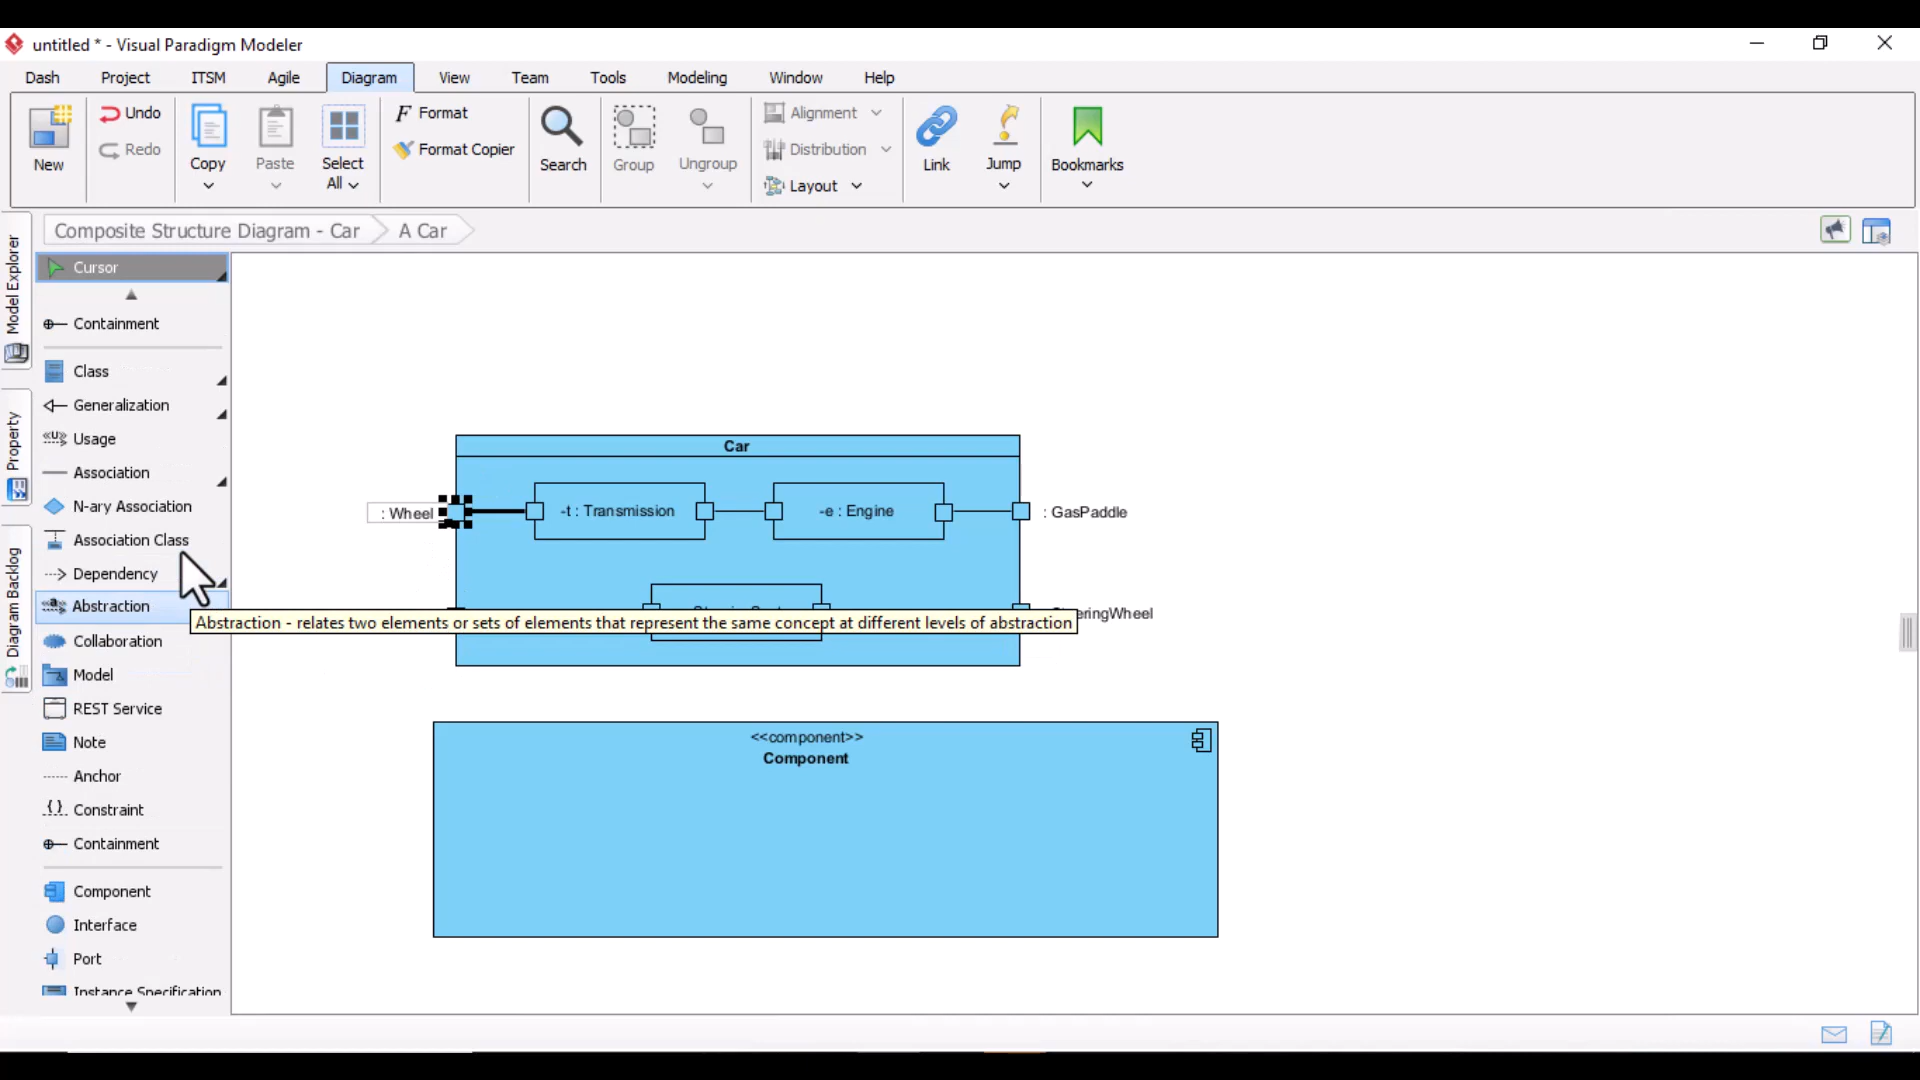 untitled * - Visual Paradigm Modeler
Dash Project ITSM Agile Diagram View Team Tools Modeling Window Help
New
Undo
Redo
Copy
Paste
Select
All
Format
Format Copier
Search
Group
Ungroup
Alignment
Distribution
Layout
Link
Jump
Bookmarks
Composite Structure Diagram - Car
A Car
Model Explorer
Property
Diagram Backlog
Cursor
Containment
Class
Generalization
Usage
Association
N-ary Association
Association Class
Dependency
Abstraction
Collaboration
Model
REST Service
Note
Anchor
Constraint
Containment
Component
Interface
Port
Instance Specification
Car
: Wheel
-t : Transmission
-e : Engine
: GasPaddle
Abstraction - relates two elements or sets of elements that represent the same concept at different levels of abstraction
<<component>>
Component